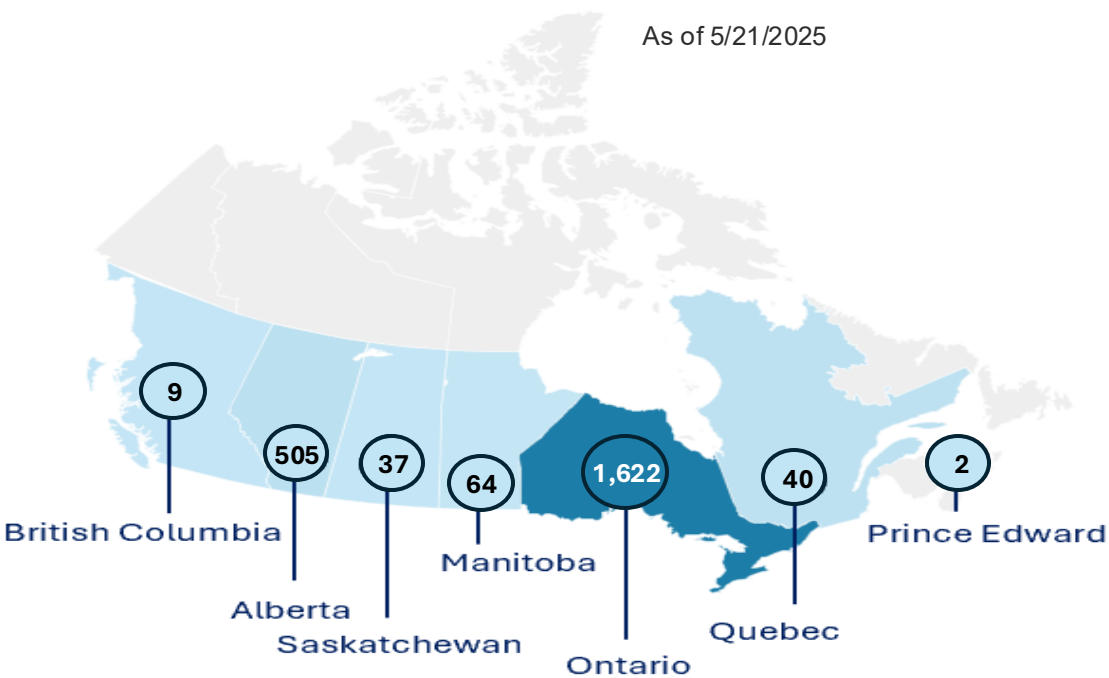 As of 5/21/2025
9
505
37
64
1,622
40
2
British Columbia
Prince Edward
Manitoba
Alberta
Quebec
Saskatchewan
Ontario